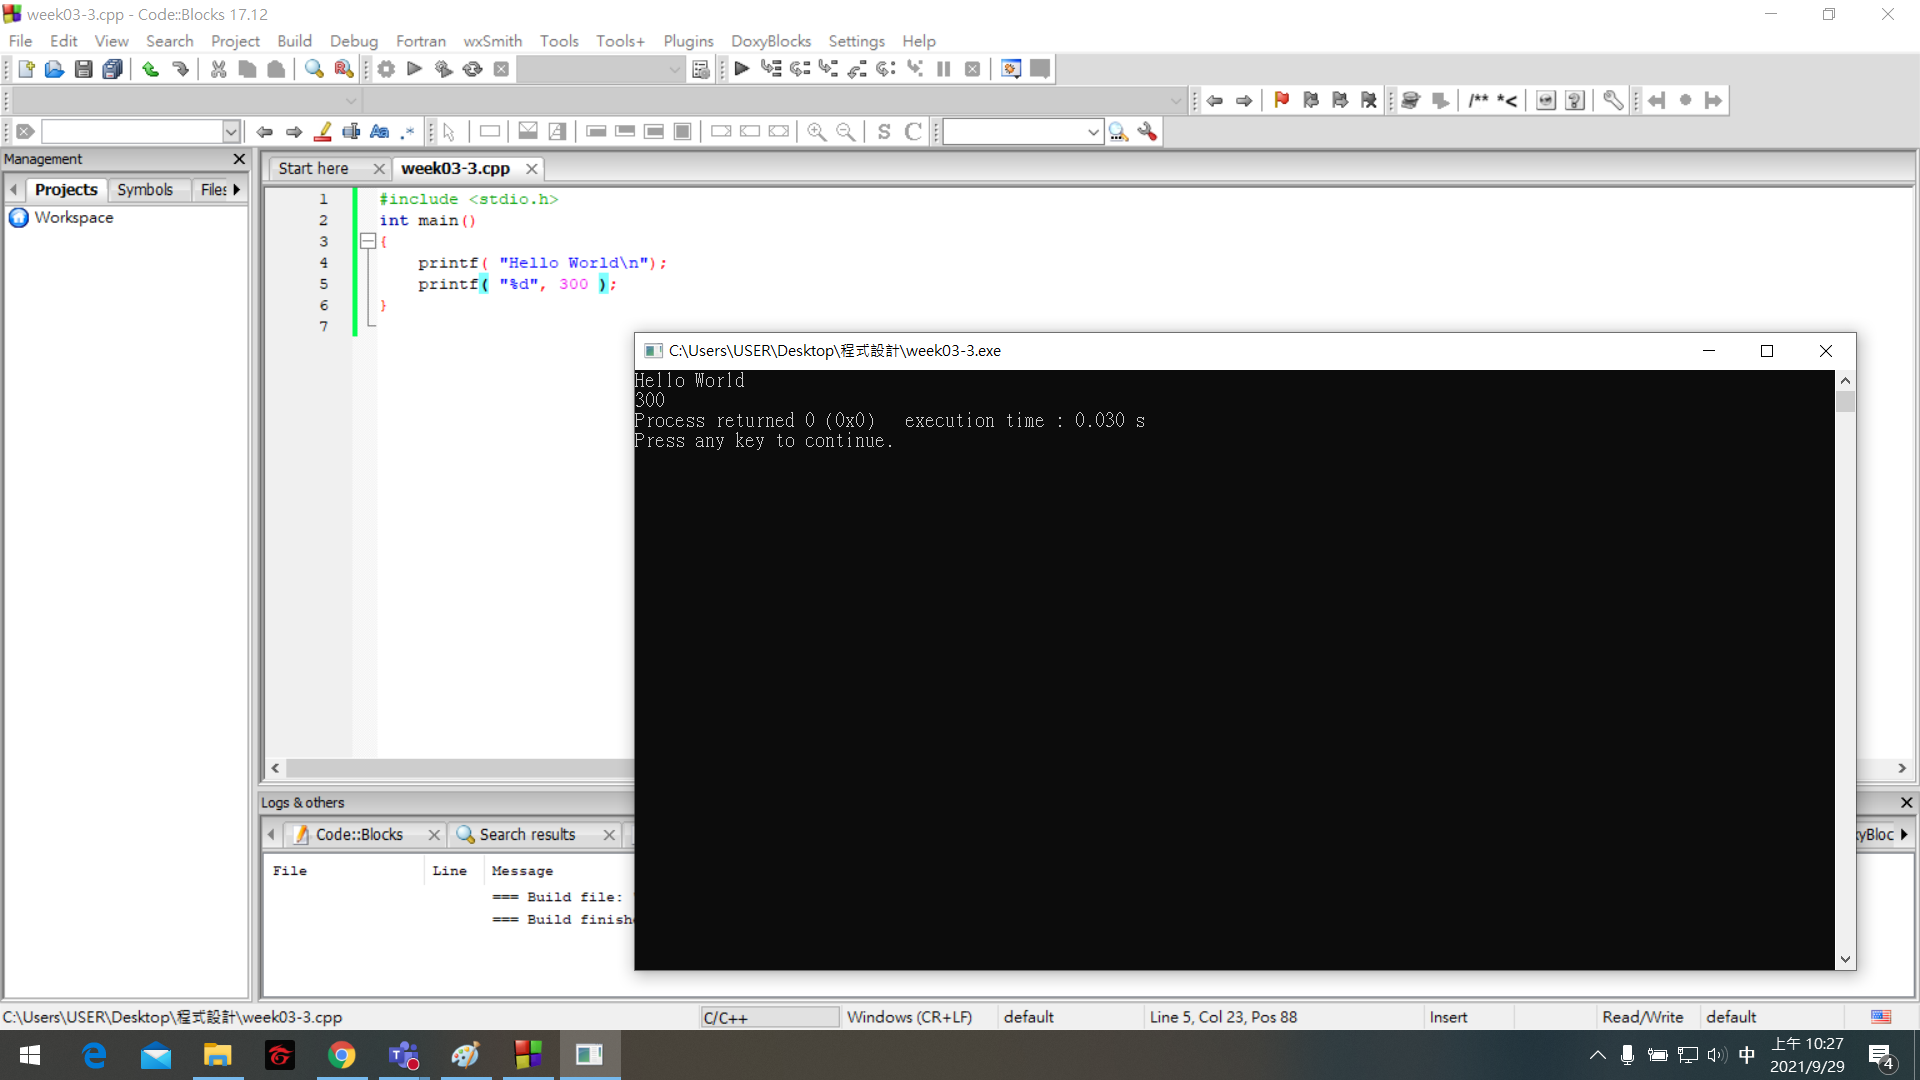 week03-3.cpp - Code::Blocks 17.12
File Edit View Search Project Build Debug Fortran wxSmith Tools Tools+ Plugins DoxyBlocks Settings Help
/** *<
S C
Management
Projects Symbols Files
Workspace
Start here week03-3.cpp
1 #include <stdio.h>
2 int main()
3 {
4 printf( "Hello World\n");
5 printf( "%d", 300 );
6 }
7
C:\Users\USER\Desktop\程式設計\week03-3.exe
Hello World
300
Process returned 0 (0x0) execution time : 0.030 s
Press any key to continue.
Logs & others
Code::Blocks Search results xyBloc
File Line Message
=== Build file:
=== Build finishe
C:\Users\USER\Desktop\程式設計\week03-3.cpp C/C++ Windows (CR+LF) default Line 5, Col 23, Pos 88 Insert Read/Write default
中 上午 10:27
2021/9/29
4